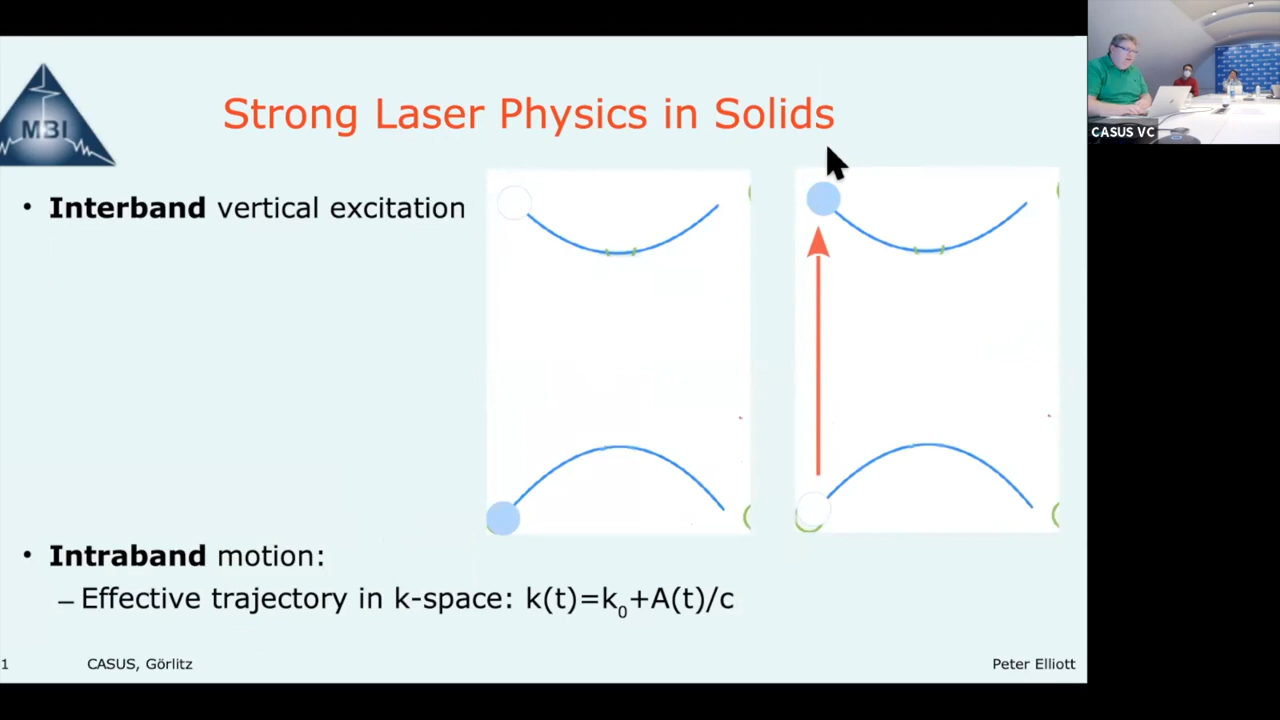 MBI
Strong Laser Physics in Solids
• Interband vertical excitation
• Intraband motion:
– Effective trajectory in k-space: k(t)=k₀+A(t)/c
1
CASUS, Görlitz
Peter Elliott
CASUS VC